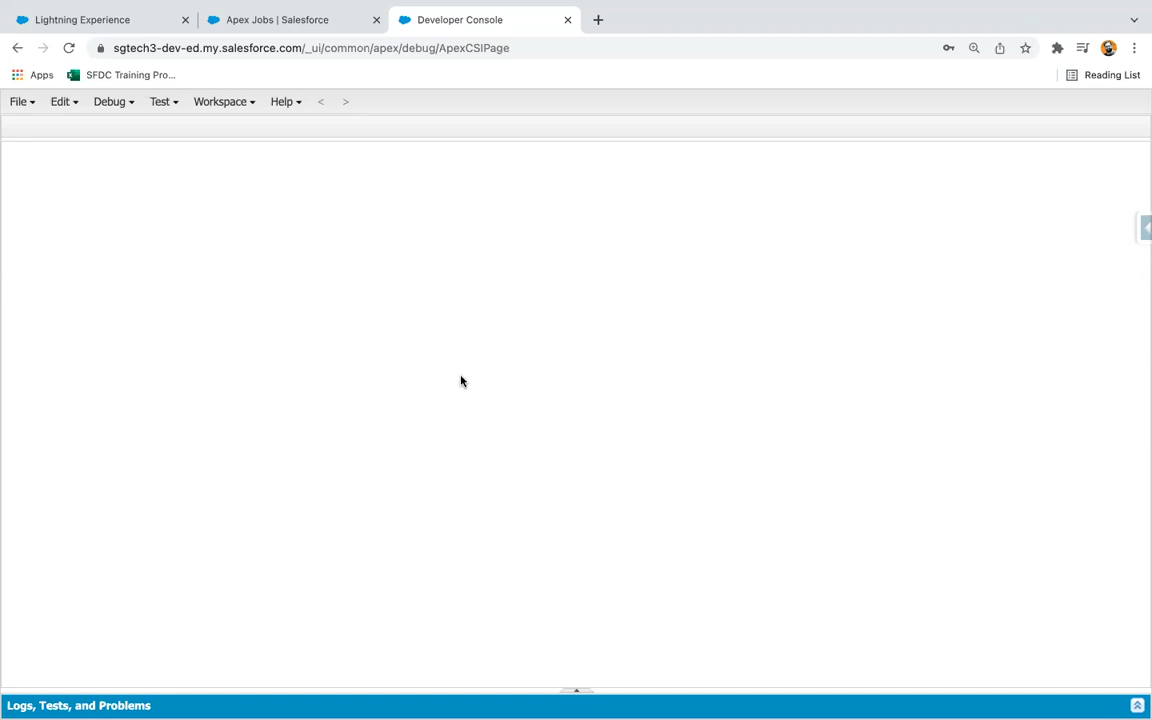 Lightning Experience Apex Jobs | Salesforce Developer Console
sgtech3-dev-ed.my.salesforce.com/_ui/common/apex/debug/ApexCSIPage
Apps SFDC Training Pro... Reading List
File Edit Debug Test Workspace Help < >
Logs, Tests, and Problems